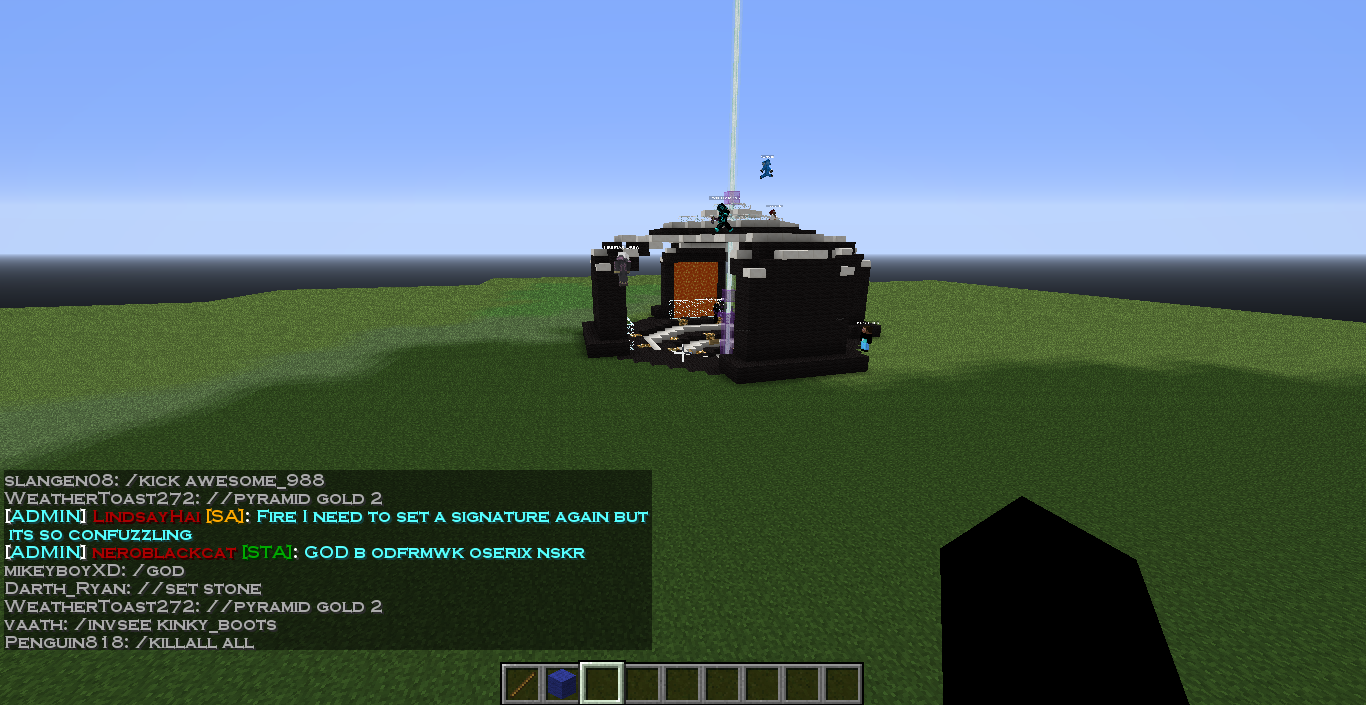 slangen08: /kick awesome_988
WeatherToast272: //pyramid gold 2
[ADMIN] LindsayHai [SA]: Fire I need to set a signature again but
its so confuzzling
[ADMIN] neroblackcat [STA]: GOD b odfrmwk oserix nskr
mikeyboyXD: /god
Darth_Ryan: //set stone
WeatherToast272: //pyramid gold 2
vaath: /invsee kinky_boots
Penguin818: /killall all